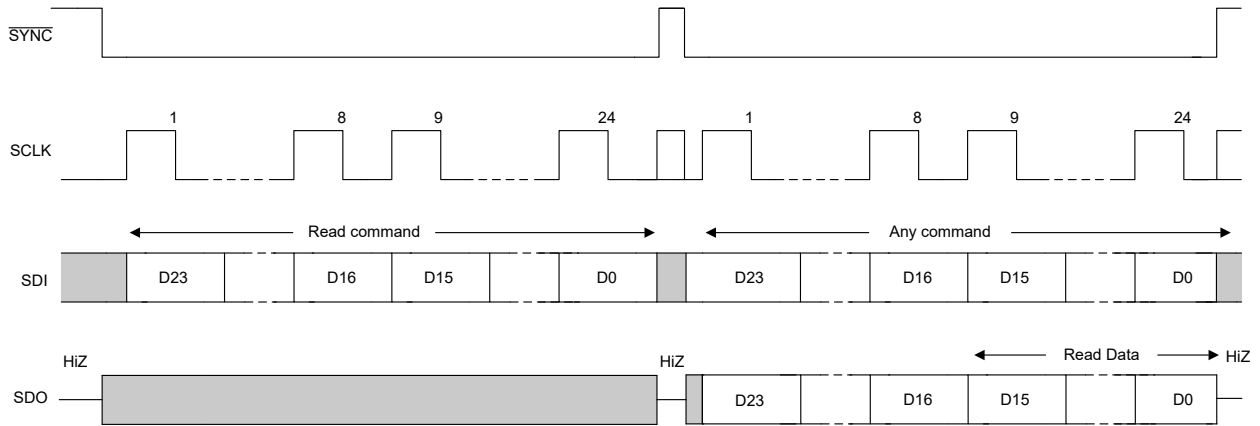 SYNC
1 8 9 24 1 8 9 24
SCLK
Read command Any command
SDI D23 D16 D15 D0 D23 D16 D15 D0
HiZ HiZ Read Data HiZ
SDO D23 D16 D15 D0